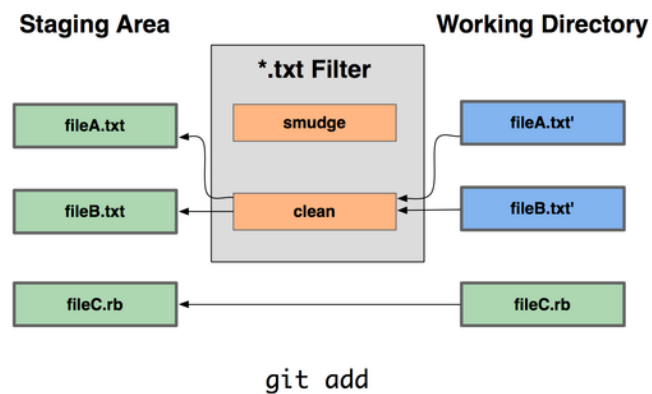 Staging Area
Working Directory
*.txt Filter
smudge
clean
fileA.txt
fileB.txt
fileC.rb
fileA.txt'
fileB.txt'
fileC.rb
git add